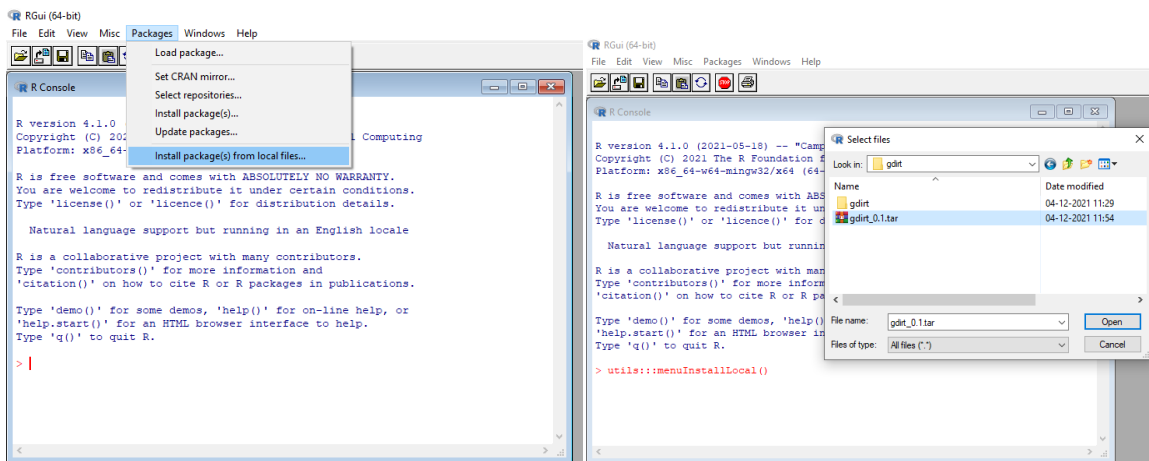 RGui (64-bit)
File Edit View Misc Packages Windows Help
Load package...
Set CRAN mirror...
Select repositories...
Install package(s)...
Update packages...
Install package(s) from local files...
R Console
R version 4.1.0
Copyright (C) 202 l Computing
Platform: x86_64-
R is free software and comes with ABSOLUTELY NO WARRANTY.
You are welcome to redistribute it under certain conditions.
Type 'license()' or 'licence()' for distribution details.
Natural language support but running in an English locale
R is a collaborative project with many contributors.
Type 'contributors()' for more information and
'citation()' on how to cite R or R packages in publications.
Type 'demo()' for some demos, 'help()' for on-line help, or
'help.start()' for an HTML browser interface to help.
Type 'q()' to quit R.
>
RGui (64-bit)
File Edit View Misc Packages Windows Help
STOP
R Console
R version 4.1.0 (2021-05-18) -- "Camp
Copyright (C) 2021 The R Foundation f
Platform: x86_64-w64-mingw32/x64 (64-
R is free software and comes with ABS
You are welcome to redistribute it un
Type 'license()' or 'licence()' for d
Natural language support but runnin
R is a collaborative project with man
Type 'contributors()' for more inform
'citation()' on how to cite R or R pa
Type 'demo()' for some demos, 'help()
'help.start()' for an HTML browser in
Type 'q()' to quit R.
> utils:::menuInstallLocal()
Select files
Look in: gdirt
Name Date modified
gdirt 04-12-2021 11:29
gdirt_0.1.tar 04-12-2021 11:54
File name: gdirt_0.1.tar Open
Files of type: All files (*.*) Cancel